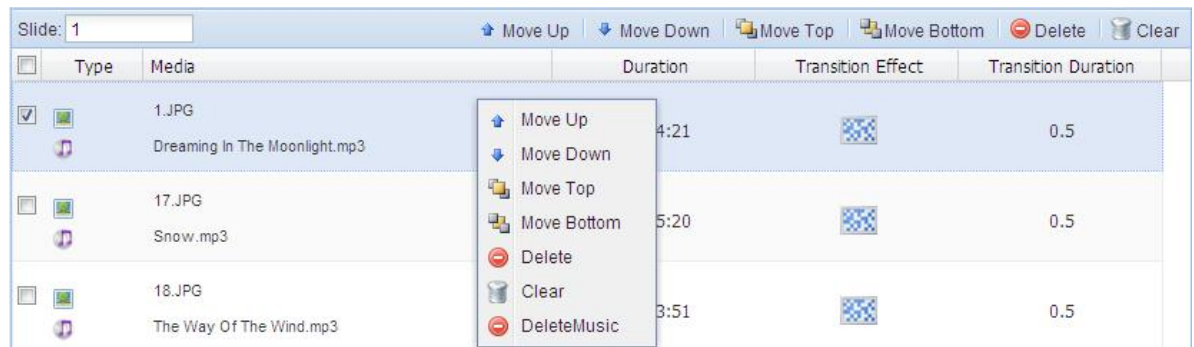 Slide: 1 Move Up Move Down Move Top Move Bottom Delete Clear
Type Media Duration Transition Effect Transition Duration
1.JPG
Dreaming In The Moonlight.mp3
4:21 0.5
17.JPG
Snow.mp3
5:20 0.5
18.JPG
The Way Of The Wind.mp3
3:51 0.5
Move Up
Move Down
Move Top
Move Bottom
Delete
Clear
DeleteMusic